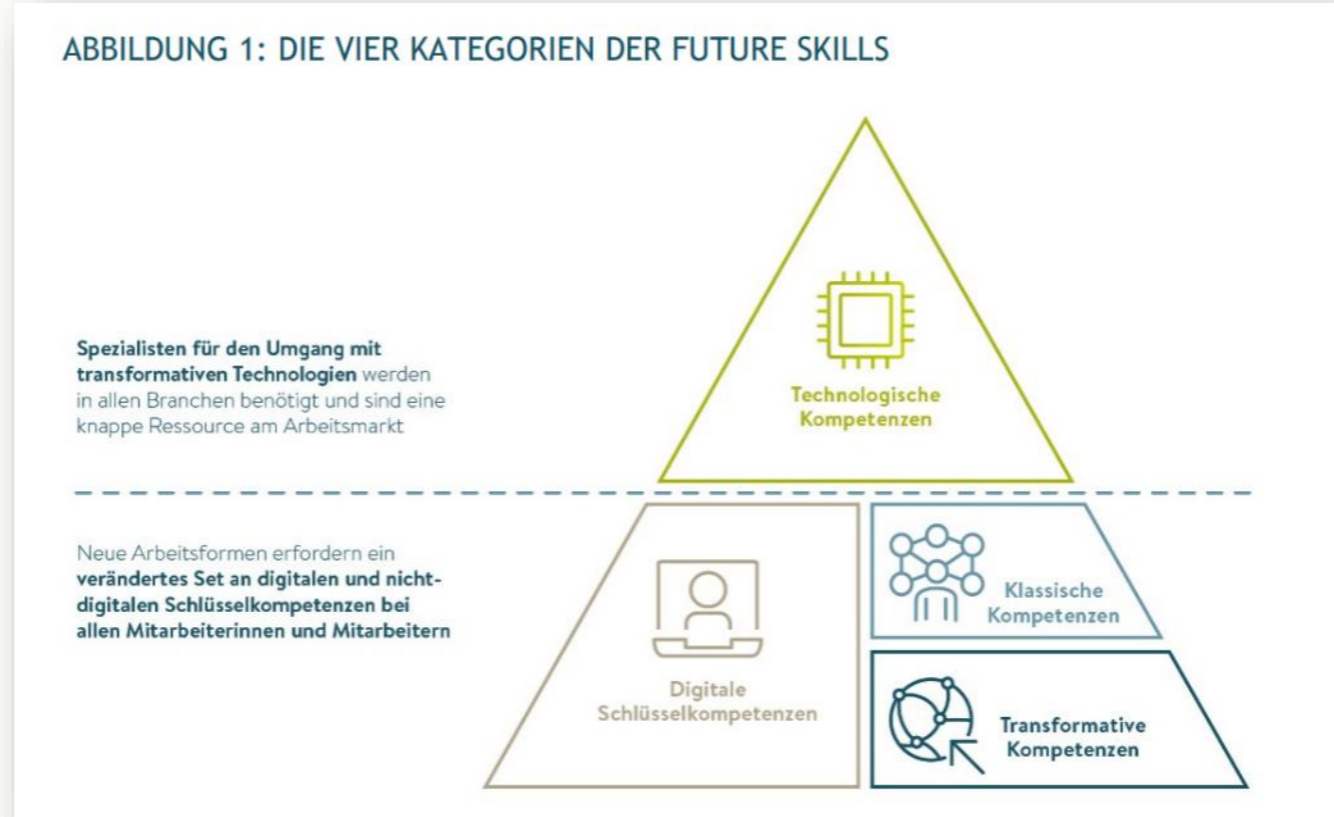 ABBILDUNG 1: DIE VIER KATEGORIEN DER FUTURE SKILLS
Spezialisten für den Umgang mit
transformativen Technologien werden
in allen Branchen benötigt und sind eine
knappe Ressource am Arbeitsmarkt
Technologische
Kompetenzen
Neue Arbeitsformen erfordern ein
verändertes Set an digitalen und nicht-
digitalen Schlüsselkompetenzen bei
allen Mitarbeiterinnen und Mitarbeitern
Digitale
Schlüsselkompetenzen
Klassische
Kompetenzen
Transformative
Kompetenzen